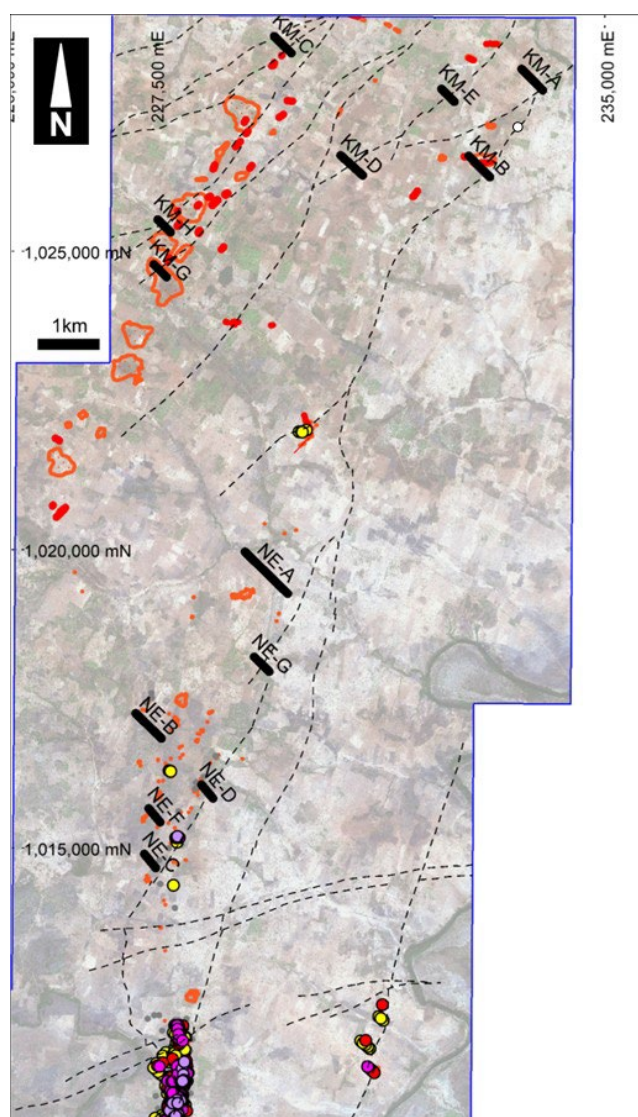 227,500 mE
235,000 mE
KM-C
KM-A
KM-E
KM-D
KM-B
N
KM-H
KM-G
1,025,000 mN
1km
1,020,000 mN
NE-A
NE-G
NE-B
NE-D
NE-F
NE-C
1,015,000 mN